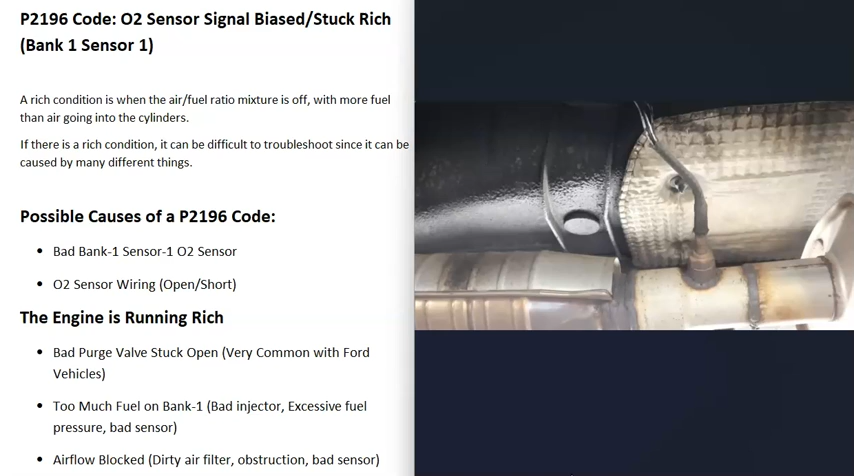 P2196 Code: O2 Sensor Signal Biased/Stuck Rich
(Bank 1 Sensor 1)
A rich condition is when the air/fuel ratio mixture is off, with more fuel
than air going into the cylinders.
If there is a rich condition, it can be difficult to troubleshoot since it can be
caused by many different things.
Possible Causes of a P2196 Code:
• Bad Bank-1 Sensor-1 O2 Sensor
• O2 Sensor Wiring (Open/Short)
The Engine is Running Rich
• Bad Purge Valve Stuck Open (Very Common with Ford
Vehicles)
• Too Much Fuel on Bank-1 (Bad injector, Excessive fuel
pressure, bad sensor)
• Airflow Blocked (Dirty air filter, obstruction, bad sensor)